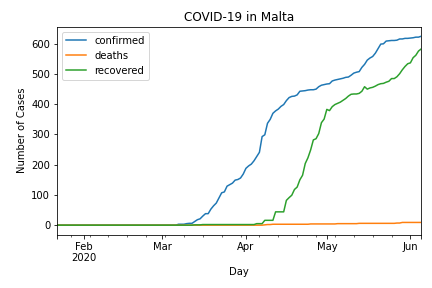 COVID-19 in Malta
confirmed
deaths
recovered
Number of Cases
600
500
400
300
200
100
0
Feb
2020
Mar
Apr
May
Jun
Day